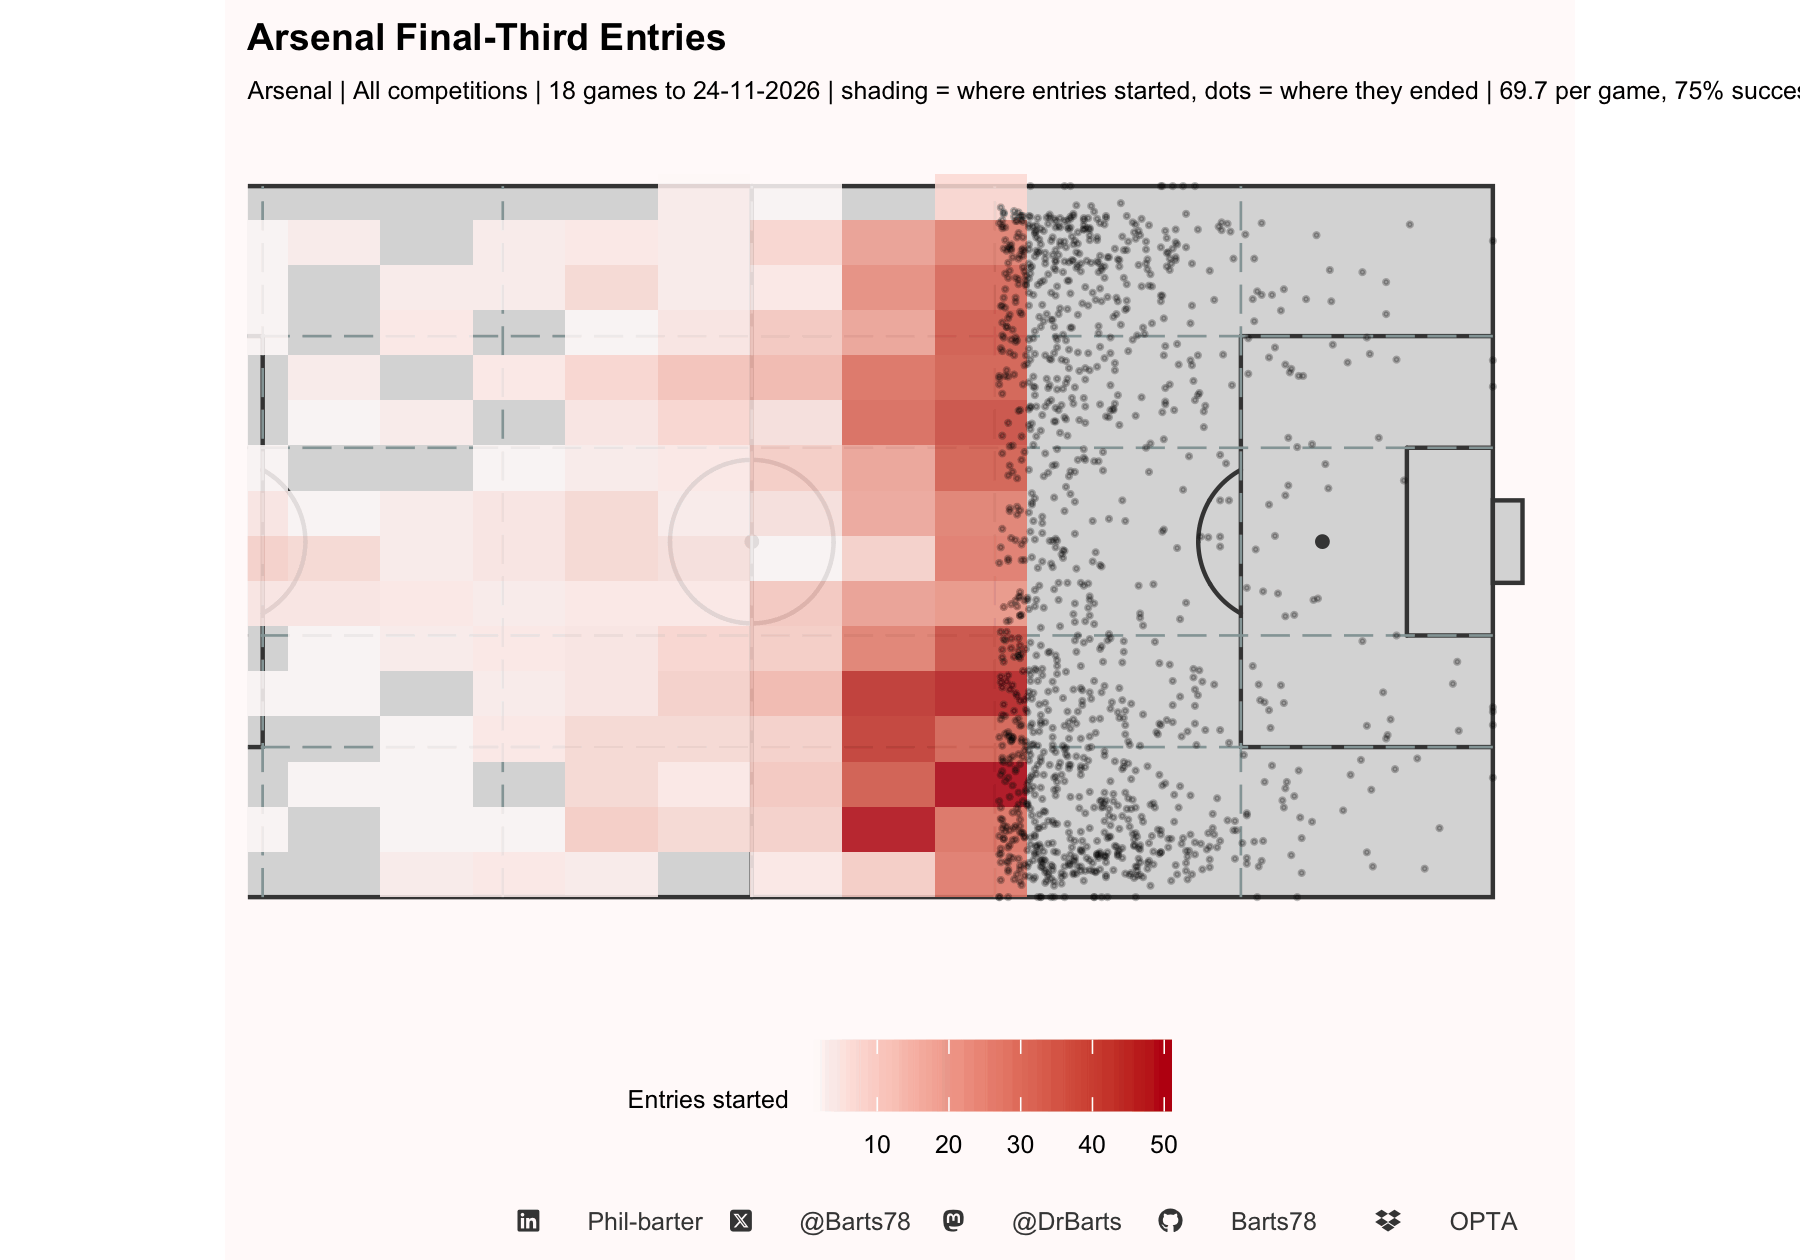 Arsenal Final-Third Entries
Arsenal | All competitions | 18 games to 24-11-2026 | shading = where entries started, dots = where they ended | 69.7 per game, 75% succes
Entries started
10 20 30 40 50
Phil-barter @Barts78 @DrBarts Barts78 OPTA